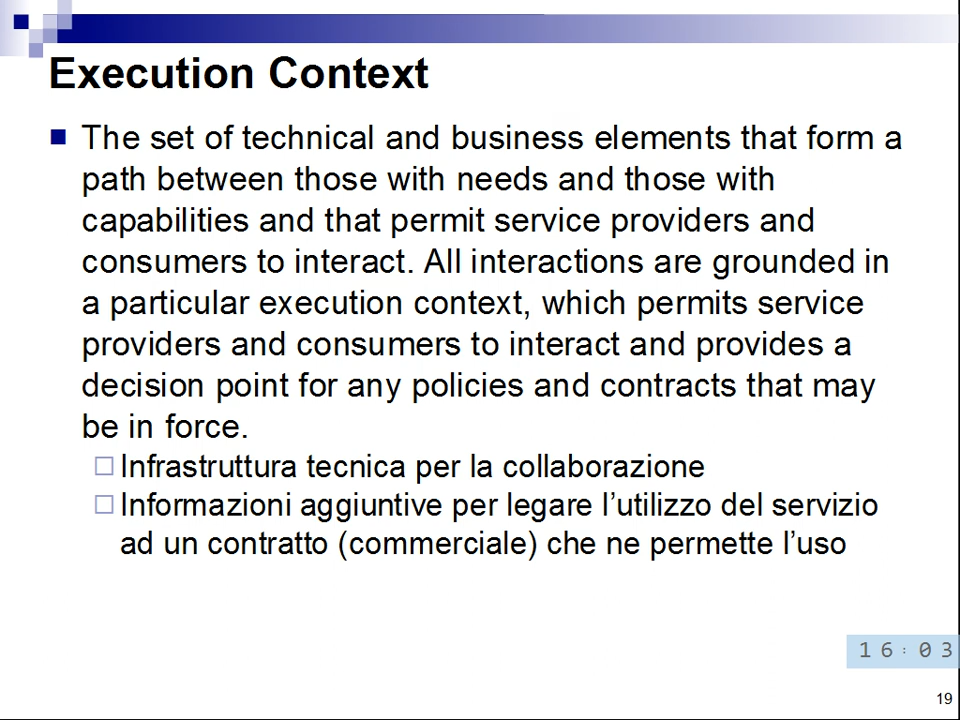 Execution Context
The set of technical and business elements that form a
path between those with needs and those with
capabilities and that permit service providers and
consumers to interact. All interactions are grounded in
a particular execution context, which permits service
providers and consumers to interact and provides a
decision point for any policies and contracts that may
be in force.
Infrastruttura tecnica per la collaborazione
Informazioni aggiuntive per legare l’utilizzo del servizio
ad un contratto (commerciale) che ne permette l’uso
16:03
19